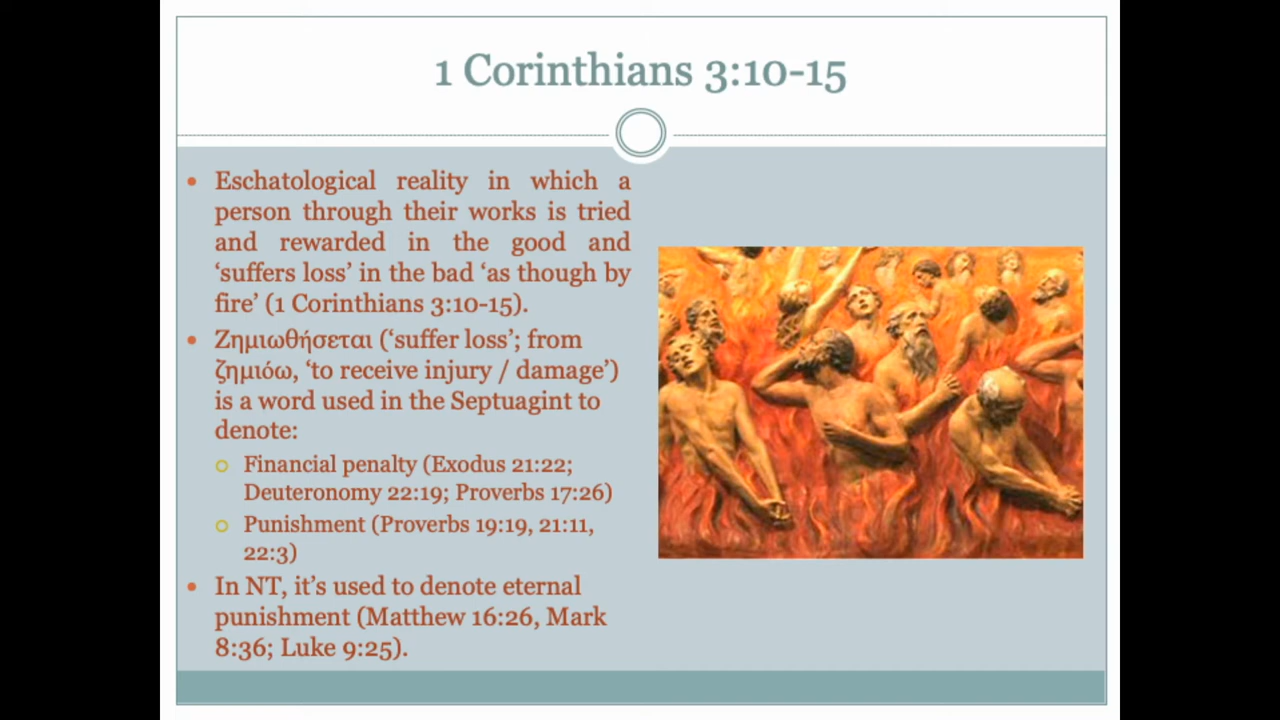 1 Corinthians 3:10-15
• Eschatological reality in which a
person through their works is tried
and rewarded in the good and
‘suffers loss’ in the bad ‘as though by
fire’ (1 Corinthians 3:10-15).
• Ζημιωθήσεται (‘suffer loss’; from
ζημιόω, ‘to receive injury / damage’)
is a word used in the Septuagint to
denote:
○ Financial penalty (Exodus 21:22;
Deuteronomy 22:19; Proverbs 17:26)
○ Punishment (Proverbs 19:19, 21:11,
22:3)
• In NT, it’s used to denote eternal
punishment (Matthew 16:26, Mark
8:36; Luke 9:25).